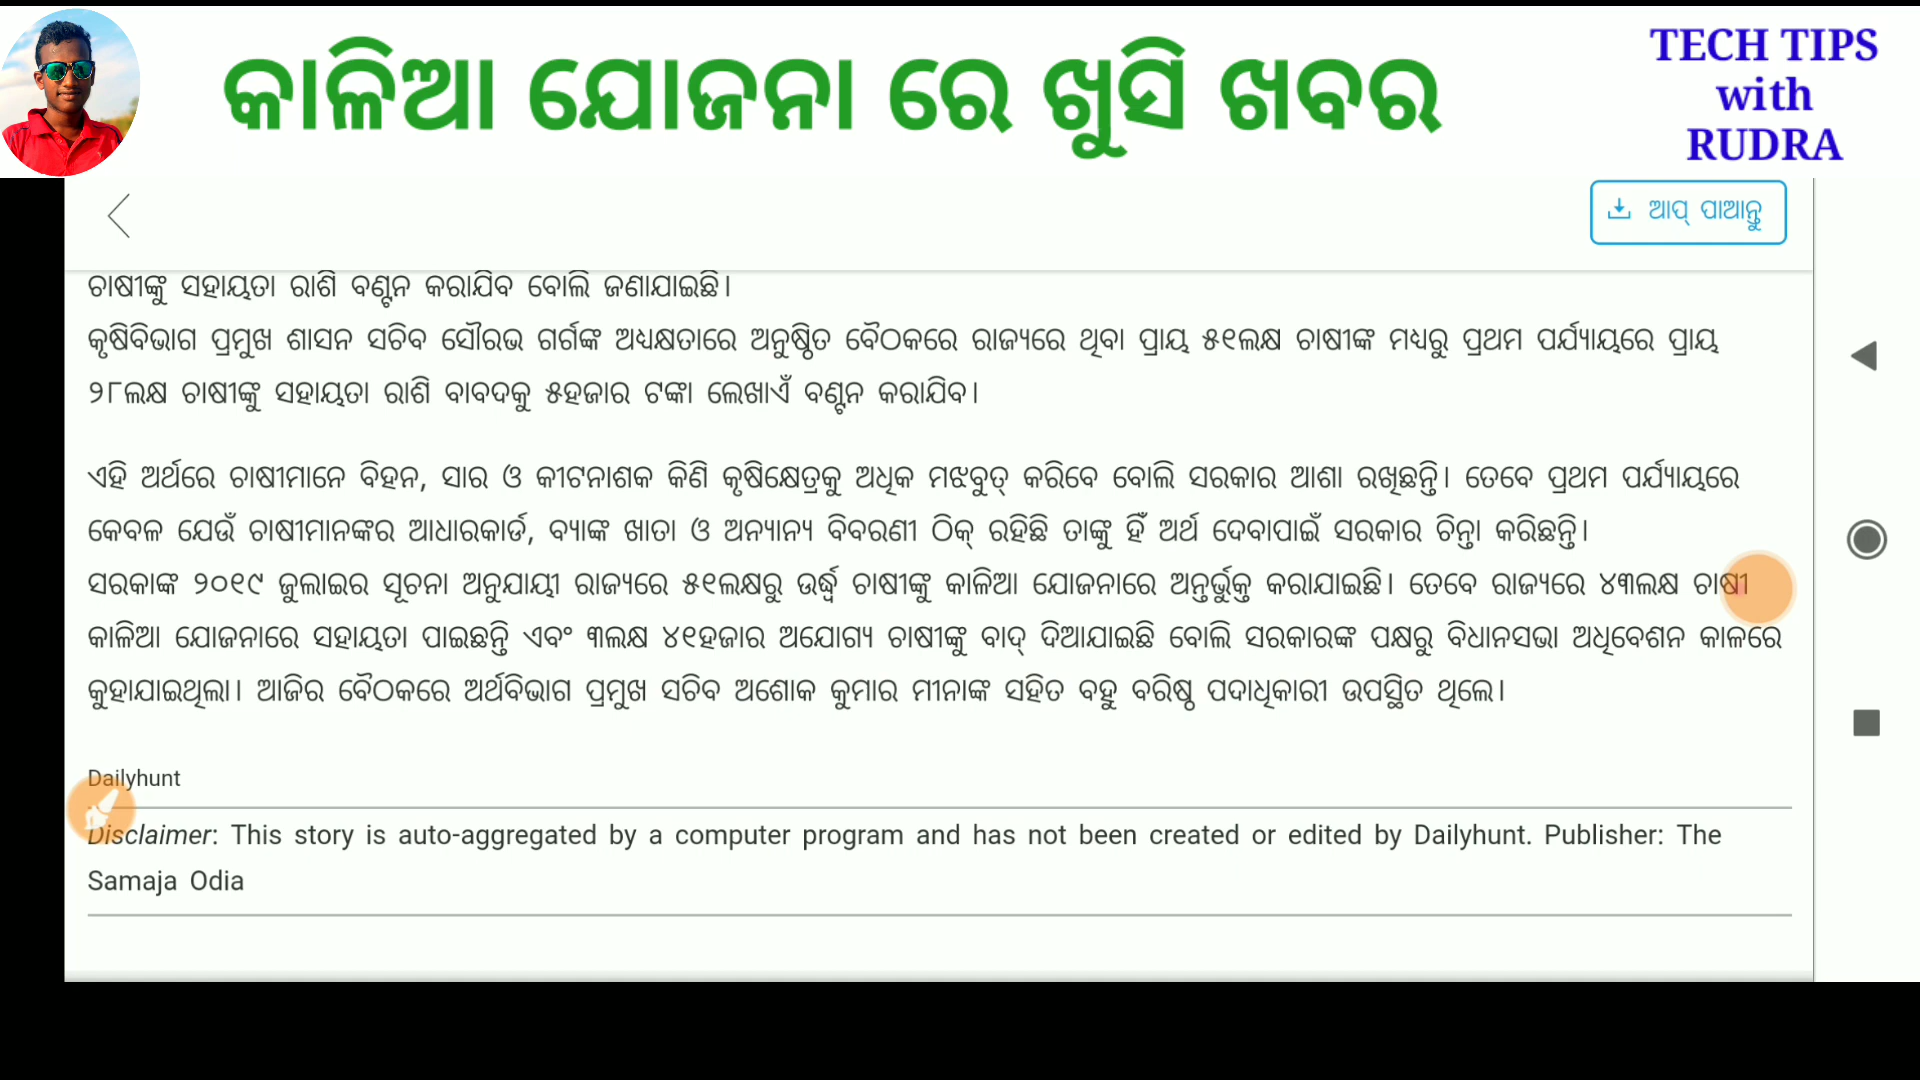 କାଳିଆ ଯୋଜନା ରେ ଖୁସି ଖବର
TECH TIPS
with
RUDRA
ଆପ୍ ପାଆନ୍ତୁ
ଚାଷୀଙ୍କୁ ସହାୟତା ରାଶି ବଣ୍ଟନ କରାଯିବ ବୋଲି ଜଣାଯାଇଛି।
କୃଷିବିଭାଗ ପ୍ରମୁଖ ଶାସନ ସଚିବ ସୌରଭ ଗର୍ଗଙ୍କ ଅଧ୍ୟକ୍ଷତାରେ ଅନୁଷ୍ଠିତ ବୈଠକରେ ରାଜ୍ୟରେ ଥିବା ପ୍ରାୟ ୫୧ଲକ୍ଷ ଚାଷୀଙ୍କ ମଧ୍ୟରୁ ପ୍ରଥମ ପର୍ଯ୍ୟାୟରେ ପ୍ରାୟ
୨୮ଲକ୍ଷ ଚାଷୀଙ୍କୁ ସହାୟତା ରାଶି ବାବଦକୁ ୫ହଜାର ଟଙ୍କା ଲେଖାଏଁ ବଣ୍ଟନ କରାଯିବ।
ଏହି ଅର୍ଥରେ ଚାଷୀମାନେ ବିହନ, ସାର ଓ କୀଟନାଶକ କିଣି କୃଷିକ୍ଷେତ୍ରକୁ ଅଧିକ ମଝବୁତ୍ କରିବେ ବୋଲି ସରକାର ଆଶା ରଖିଛନ୍ତି। ତେବେ ପ୍ରଥମ ପର୍ଯ୍ୟାୟରେ
କେବଳ ଯେଉଁ ଚାଷୀମାନଙ୍କର ଆଧାରକାର୍ଡ, ବ୍ୟାଙ୍କ ଖାତା ଓ ଅନ୍ୟାନ୍ୟ ବିବରଣୀ ଠିକ୍ ରହିଛି ତାଙ୍କୁ ହିଁ ଅର୍ଥ ଦେବାପାଇଁ ସରକାର ଚିନ୍ତା କରିଛନ୍ତି।
ସରକାଙ୍କ ୨୦୧୯ ଜୁଲାଇର ସୂଚନା ଅନୁଯାୟୀ ରାଜ୍ୟରେ ୫୧ଲକ୍ଷରୁ ଉର୍ଦ୍ଧ୍ୱ ଚାଷୀଙ୍କୁ କାଳିଆ ଯୋଜନାରେ ଅନ୍ତର୍ଭୁକ୍ତ କରାଯାଇଛି। ତେବେ ରାଜ୍ୟରେ ୪୩ଲକ୍ଷ ଚାଷୀ
କାଳିଆ ଯୋଜନାରେ ସହାୟତା ପାଇଛନ୍ତି ଏବଂ ୩ଲକ୍ଷ ୪୧ହଜାର ଅଯୋଗ୍ୟ ଚାଷୀଙ୍କୁ ବାଦ୍ ଦିଆଯାଇଛି ବୋଲି ସରକାରଙ୍କ ପକ୍ଷରୁ ବିଧାନସଭା ଅଧିବେଶନ କାଳରେ
କୁହାଯାଇଥିଲା। ଆଜିର ବୈଠକରେ ଅର୍ଥବିଭାଗ ପ୍ରମୁଖ ସଚିବ ଅଶୋକ କୁମାର ମୀନାଙ୍କ ସହିତ ବହୁ ବରିଷ୍ଠ ପଦାଧିକାରୀ ଉପସ୍ଥିତ ଥିଲେ।
Dailyhunt
Disclaimer: This story is auto-aggregated by a computer program and has not been created or edited by Dailyhunt. Publisher: The
Samaja Odia